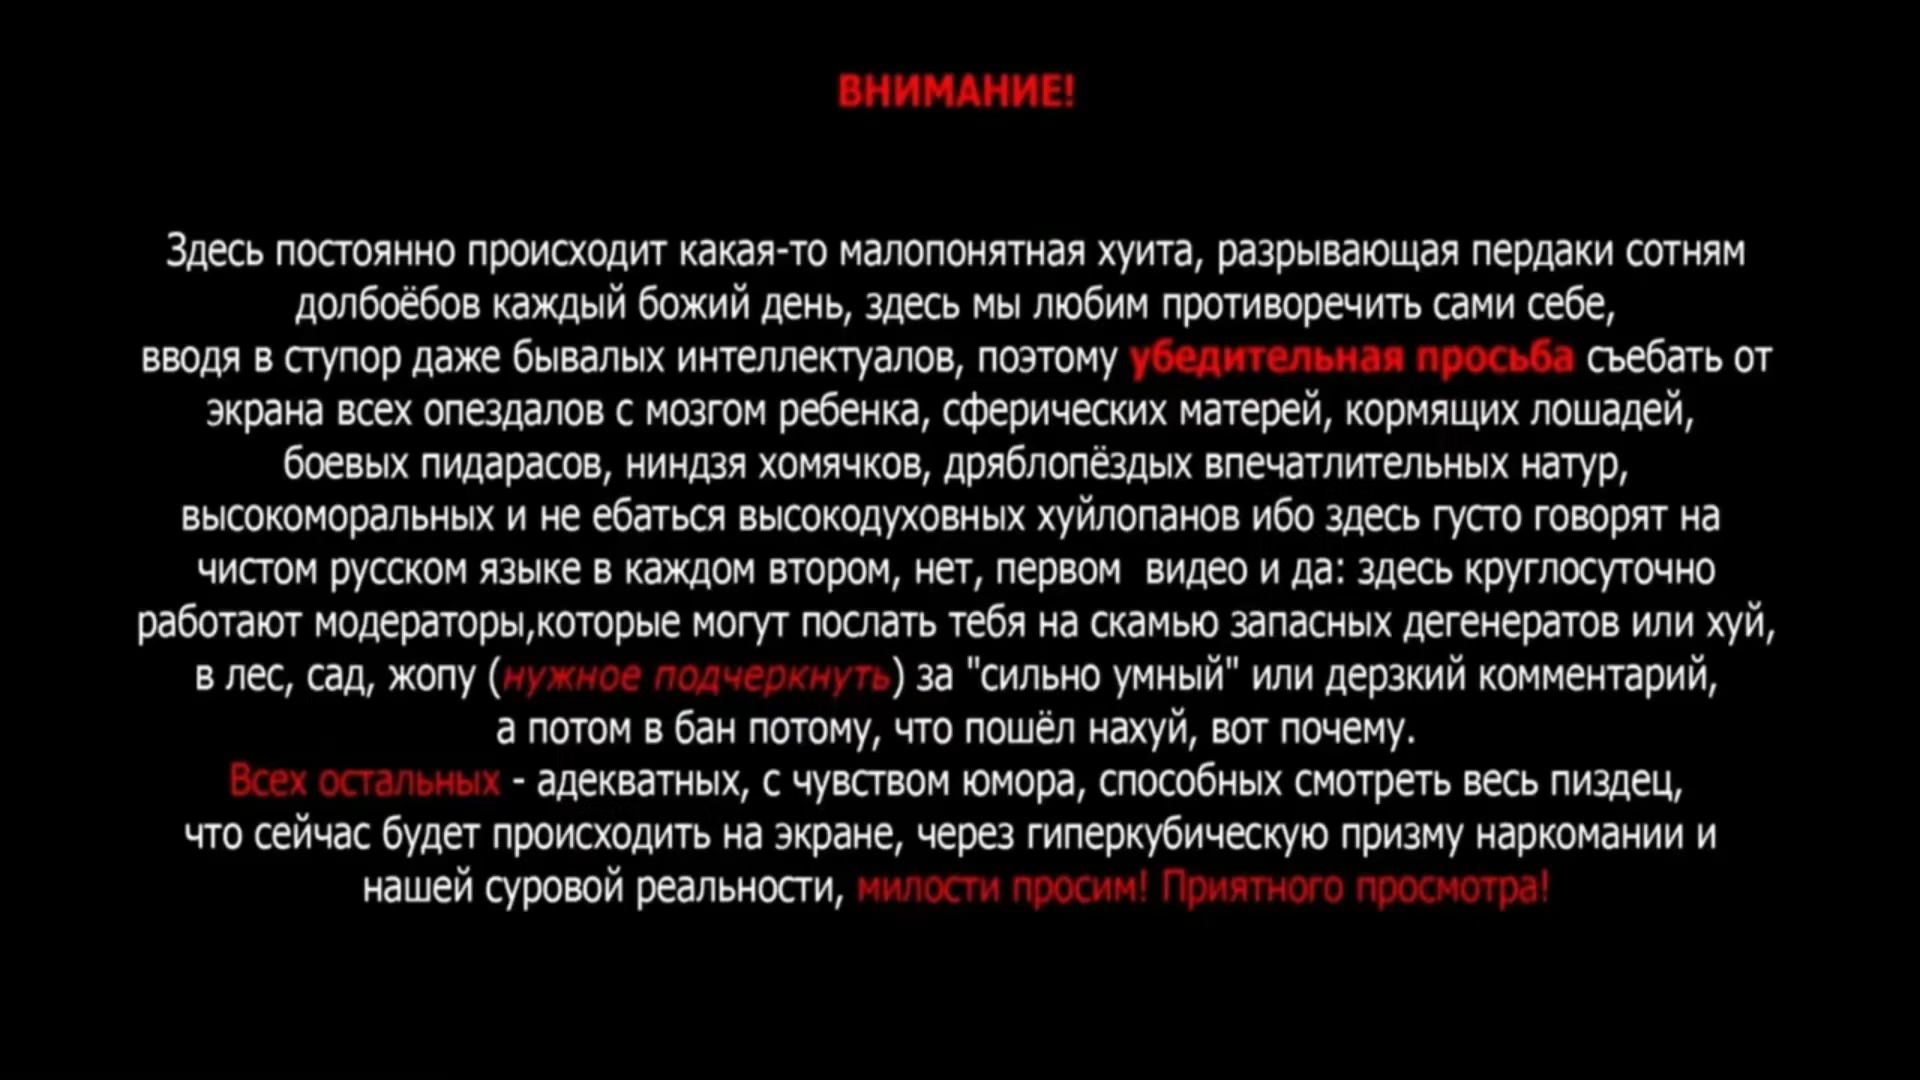 ВНИМАНИЕ!
Здесь постоянно происходит какая-то малопонятная хуита, разрывающая пердаки сотням
долбоёбов каждый божий день, здесь мы любим противоречить сами себе,
вводя в ступор даже бывалых интеллектуалов, поэтому убедительная просьба съебать от
экрана всех опездалов с мозгом ребенка, сферических матерей, кормящих лошадей,
боевых пидарасов, ниндзя хомячков, дряблопёздых впечатлительных натур,
высокоморальных и не ебаться высокодуховных хуйлопанов ибо здесь густо говорят на
чистом русском языке в каждом втором, нет, первом  видео и да: здесь круглосуточно
работают модераторы,которые могут послать тебя на скамью запасных дегенератов или хуй,
в лес, сад, жопу (нужное подчеркнуть) за "сильно умный" или дерзкий комментарий,
а потом в бан потому, что пошёл нахуй, вот почему.
Всех остальных - адекватных, с чувством юмора, способных смотреть весь пиздец,
что сейчас будет происходить на экране, через гиперкубическую призму наркомании и
нашей суровой реальности, милости просим! Приятного просмотра!